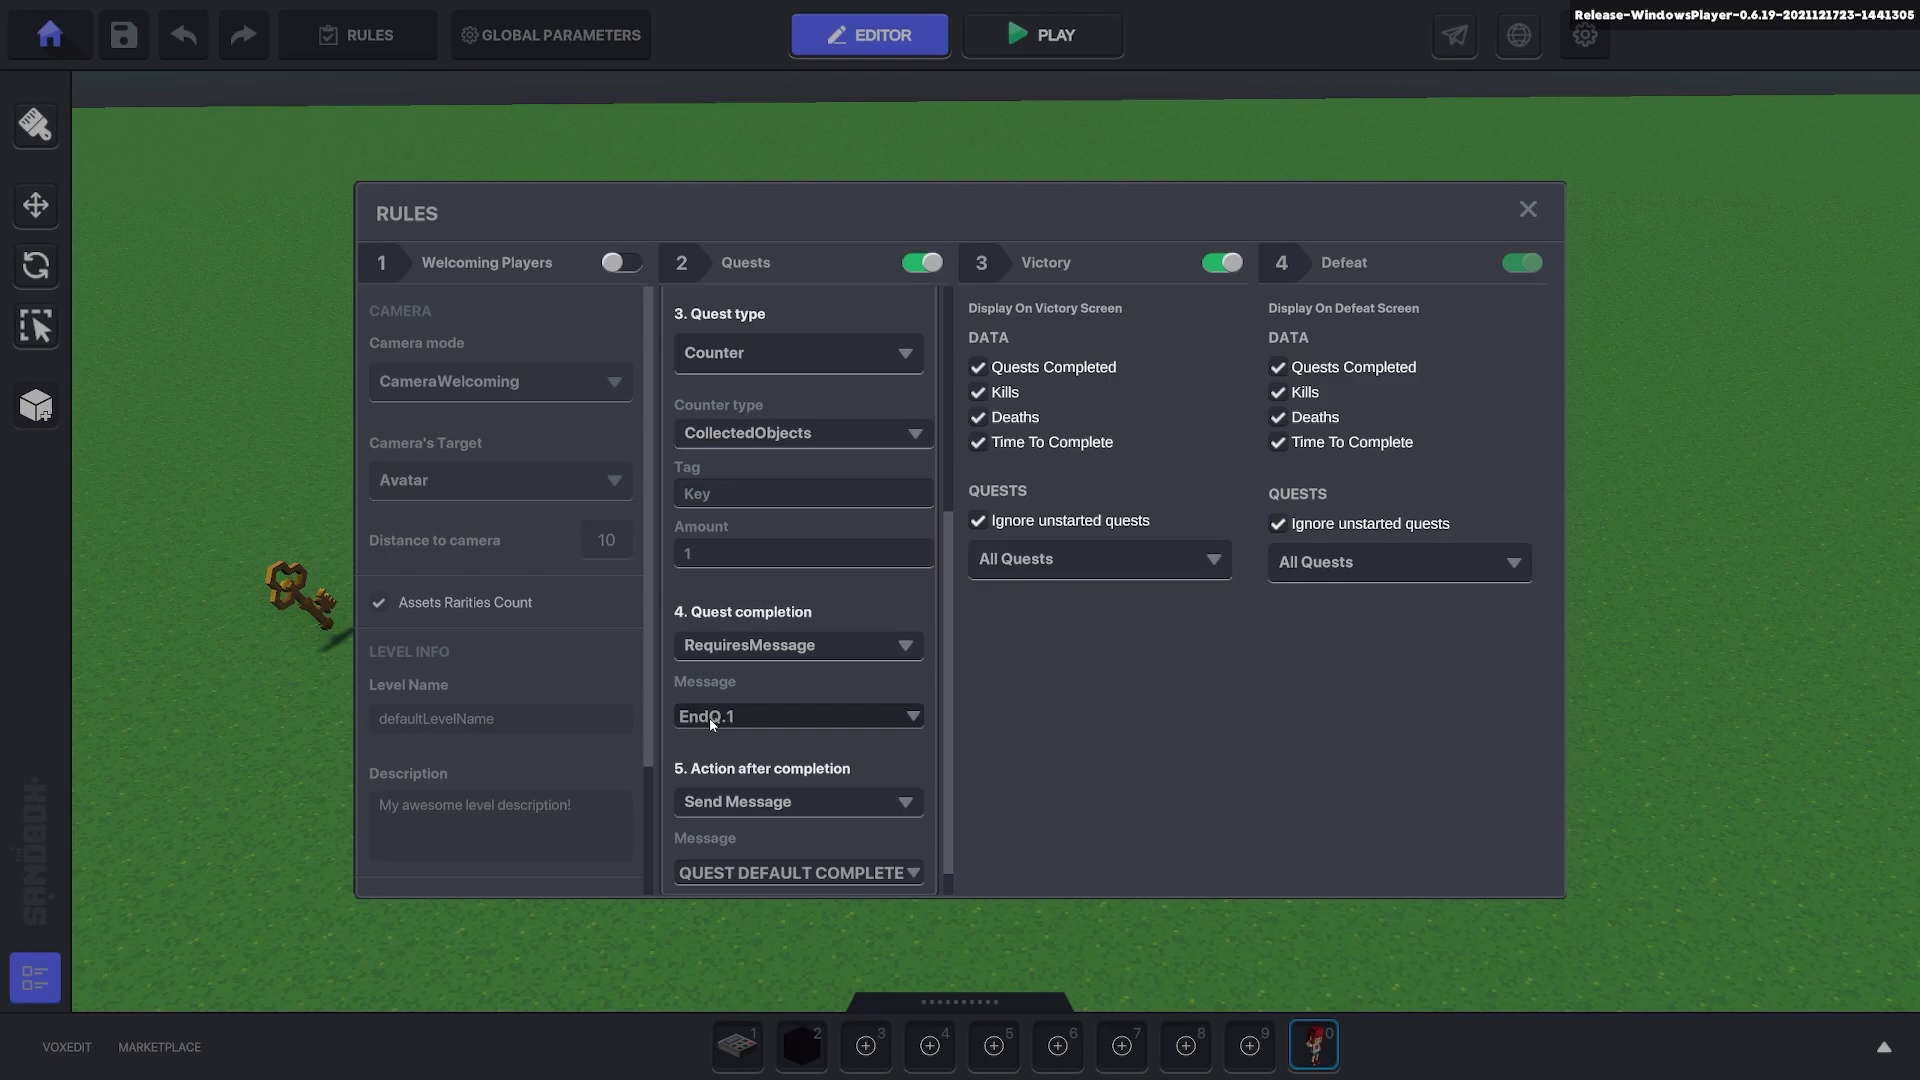 Release-WindowsPlayer-0.6.19-2021121723-1441305
RULES
GLOBAL PARAMETERS
EDITOR
PLAY
RULES
1
Welcoming Players
2
Quests
3
Victory
4
Defeat
CAMERA
Camera mode
CameraWelcoming
Camera's Target
Avatar
Distance to camera
10
Assets Rarities Count
LEVEL INFO
Level Name
defaultLevelName
Description
My awesome level description!
3. Quest type
Counter
Counter type
CollectedObjects
Tag
Key
Amount
1
4. Quest completion
RequiresMessage
Message
EndQ.1
5. Action after completion
Send Message
Message
QUEST DEFAULT COMPLETE
Display On Victory Screen
DATA
Quests Completed
Kills
Deaths
Time To Complete
QUESTS
Ignore unstarted quests
All Quests
Display On Defeat Screen
DATA
Quests Completed
Kills
Deaths
Time To Complete
QUESTS
Ignore unstarted quests
All Quests
THE SANDBOX
VOXEDIT
MARKETPLACE
1
2
3
4
5
6
7
8
9
0